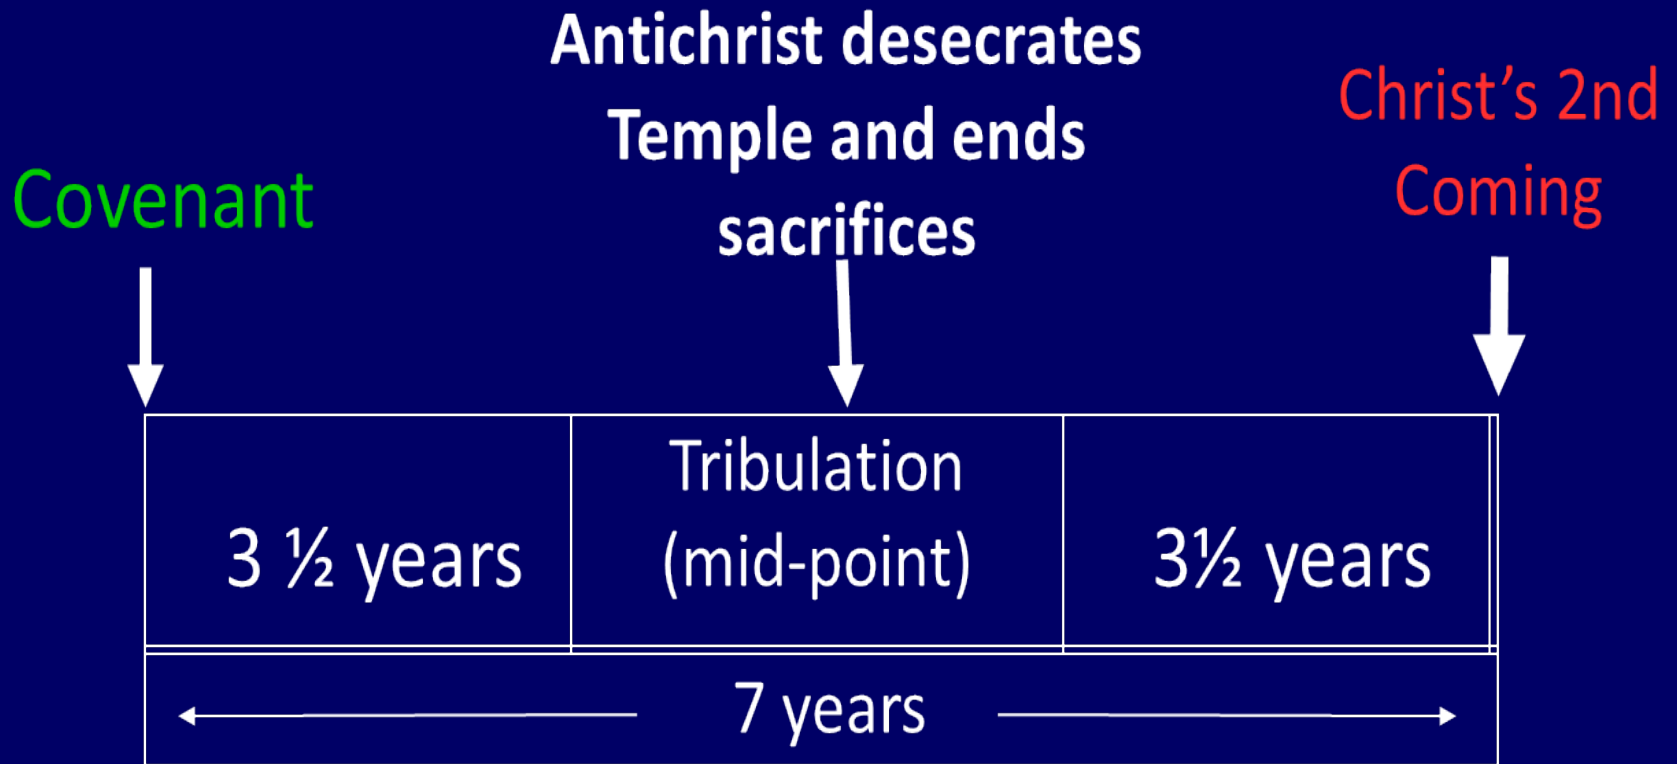 Covenant
Antichrist desecrates
Temple and ends
sacrifices
Christ’s 2nd
Coming
3 ½ years
Tribulation
(mid-point)
3½ years
7 years